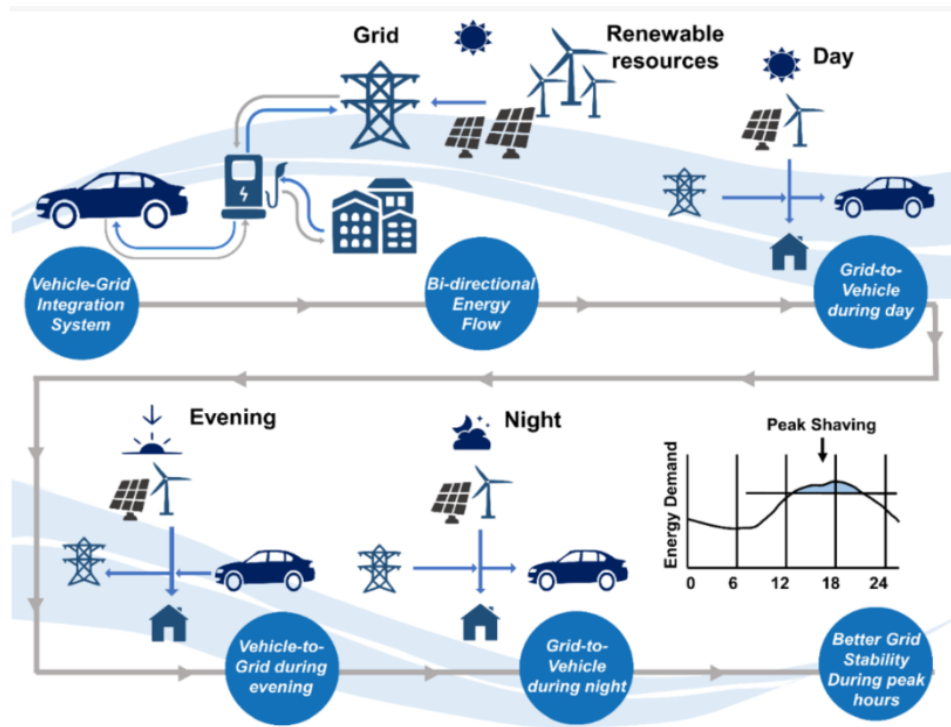 Grid
Renewable
resources
Day
Vehicle-Grid
Integration
System
Bi-directional
Energy
Flow
Grid-to-
Vehicle
during day
Evening
Night
Peak Shaving
Energy Demand
0 6 12 18 24
Vehicle-to-
Grid during
evening
Grid-to-
Vehicle
during night
Better Grid
Stability
During peak
hours